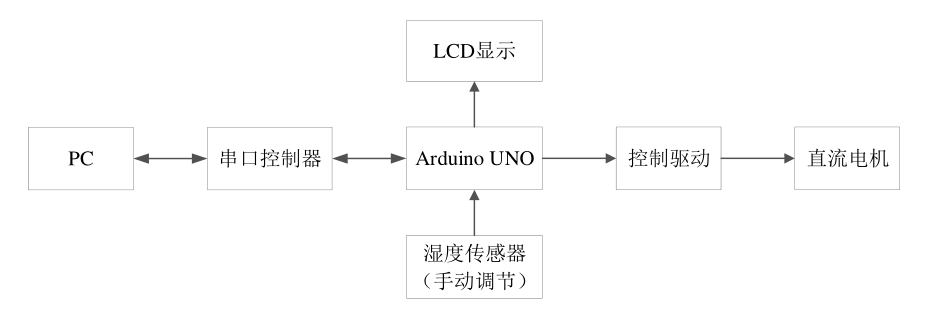 LCD显示
PC
串口控制器
Arduino UNO
控制驱动
直流电机
湿度传感器
（手动调节）